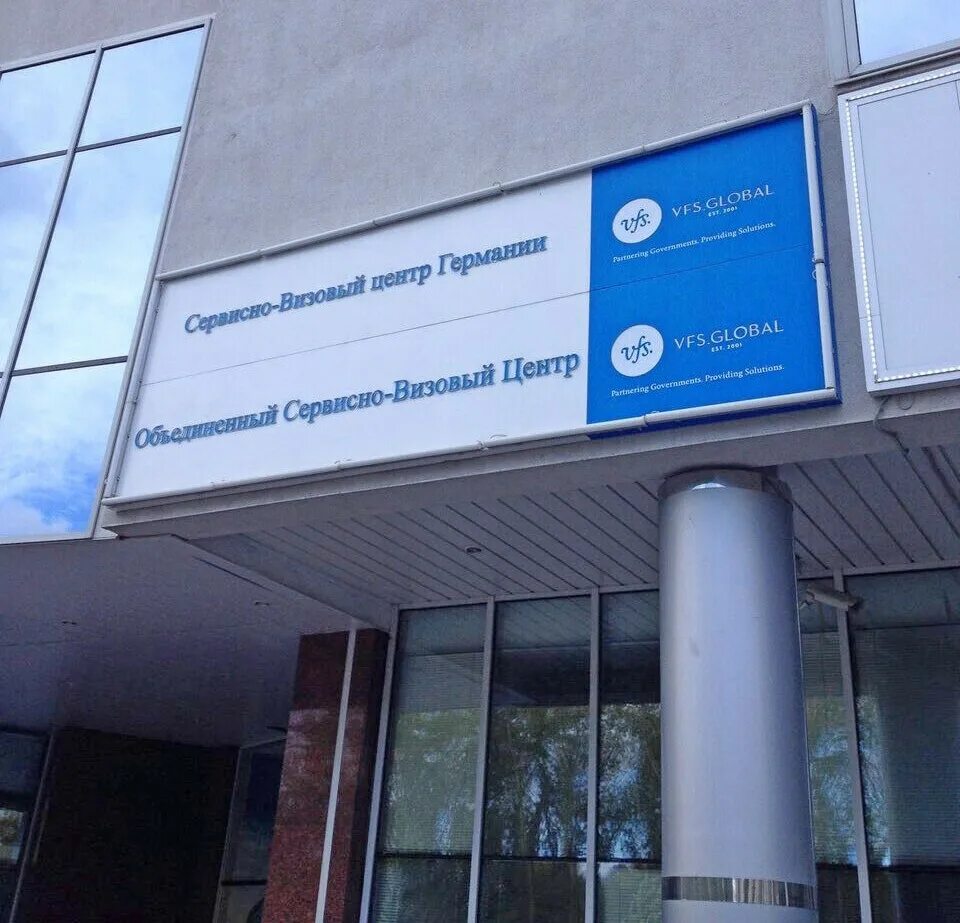 Сервисно-Визовый центр Германии
vfs.
VFS.GLOBAL
EST. 2001
Partnering Governments. Providing Solutions.
Объединенный Сервисно-Визовый Центр
vfs.
VFS.GLOBAL
EST. 2001
Partnering Governments. Providing Solutions.